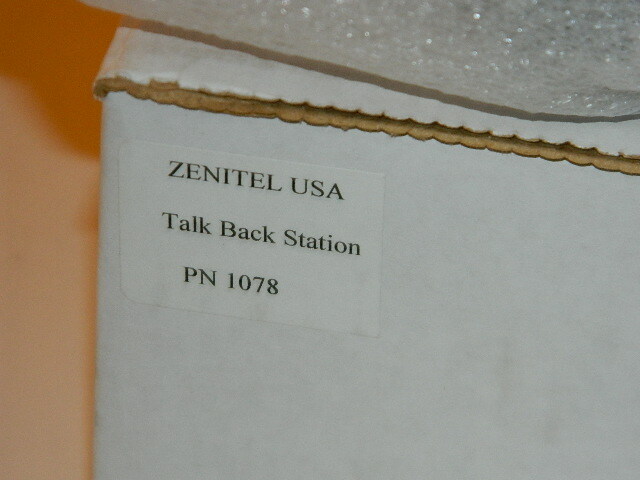 ZENITEL USA
Talk Back Station
PN 1078